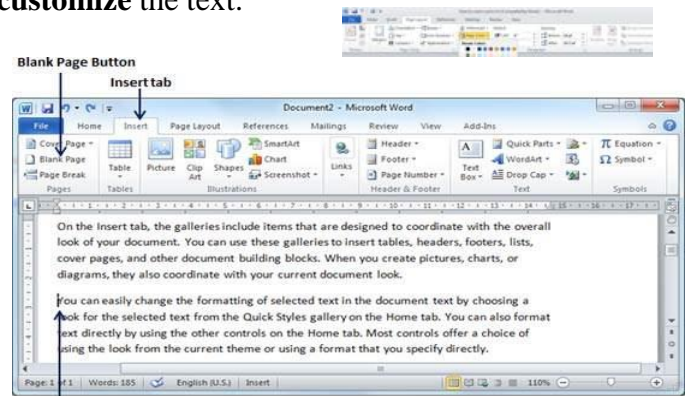 customize the text.
Blank Page Button
Insert tab
Document2 - Microsoft Word
File Home Insert Page Layout References Mailings Review View Add-Ins
Cover Page
Blank Page
Page Break
Pages
Table
Tables
Picture
Clip Art
Shapes
SmartArt
Chart
Screenshot
Illustrations
Links
Header
Footer
Page Number
Header & Footer
Text Box
Quick Parts
WordArt
Drop Cap
Text
Equation
Symbol
Symbols
On the Insert tab, the galleries include items that are designed to coordinate with the overall
look of your document. You can use these galleries to insert tables, headers, footers, lists,
cover pages, and other document building blocks. When you create pictures, charts, or
diagrams, they also coordinate with your current document look.
You can easily change the formatting of selected text in the document text by choosing a
look for the selected text from the Quick Styles gallery on the Home tab. You can also format
text directly by using the other controls on the Home tab. Most controls offer a choice of
using the look from the current theme or using a format that you specify directly.
Page: 1 of 1 Words: 185 English (U.S.) Insert 110%